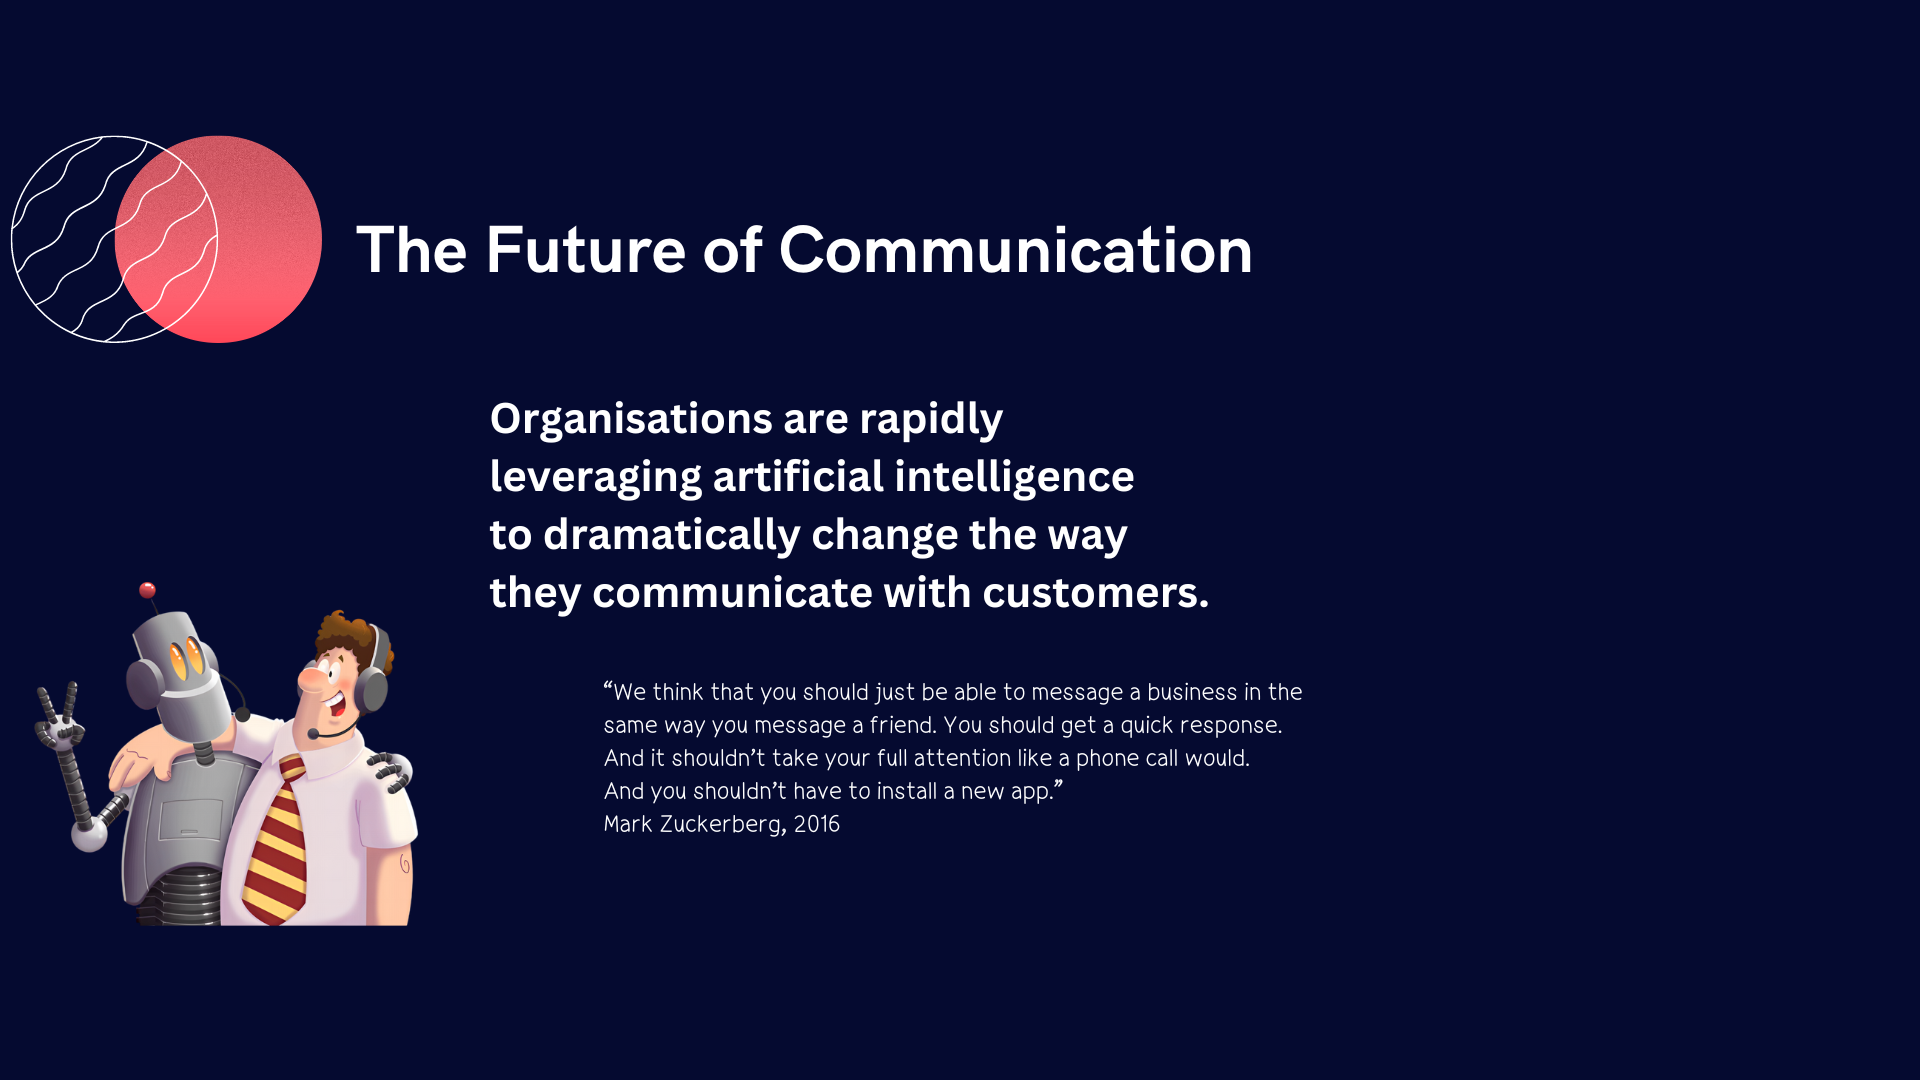 The Future of Communication
Organisations are rapidly
leveraging artificial intelligence
to dramatically change the way
they communicate with customers.
“We think that you should just be able to message a business in the
same way you message a friend. You should get a quick response.
And it shouldn’t take your full attention like a phone call would.
And you shouldn’t have to install a new app.”
Mark Zuckerberg, 2016